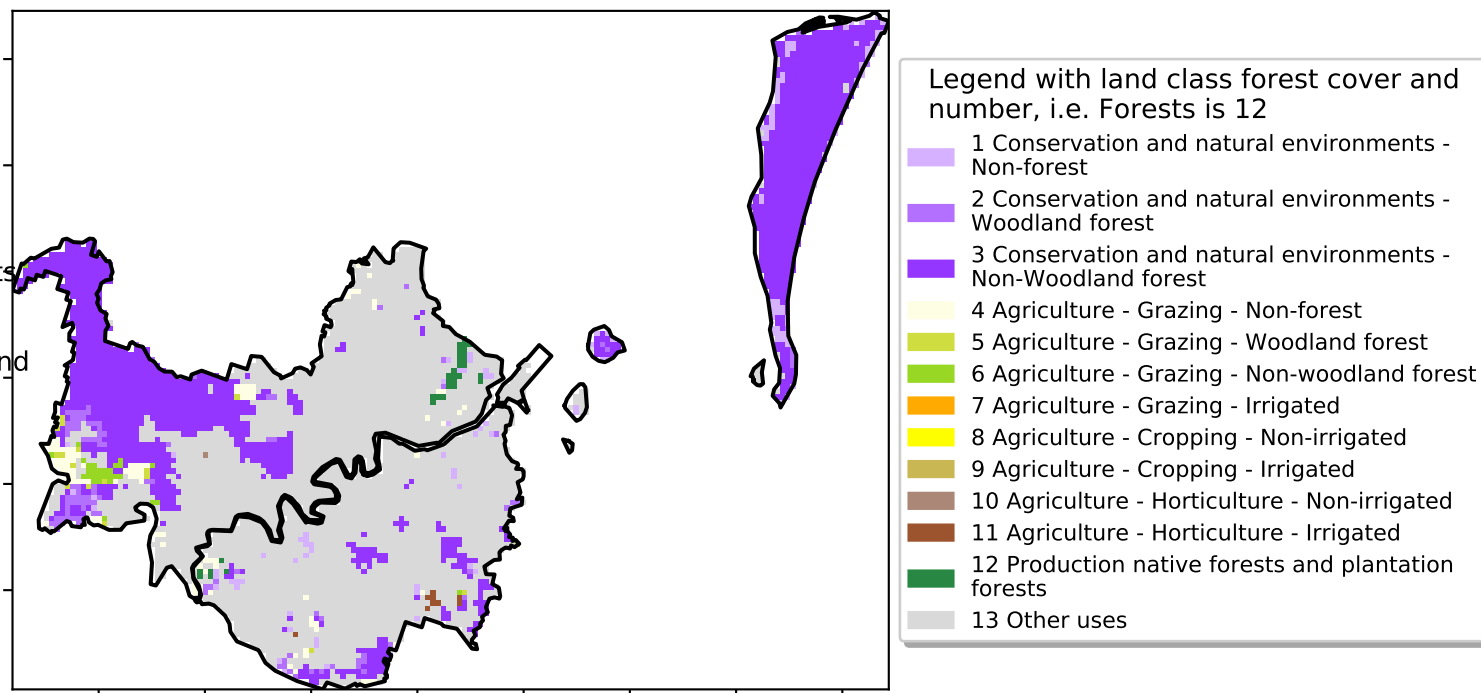 Legend with land class forest cover and
number, i.e. Forests is 12
1 Conservation and natural environments -
Non-forest
2 Conservation and natural environments -
Woodland forest
3 Conservation and natural environments -
Non-Woodland forest
4 Agriculture - Grazing - Non-forest
5 Agriculture - Grazing - Woodland forest
6 Agriculture - Grazing - Non-woodland forest
7 Agriculture - Grazing - Irrigated
8 Agriculture - Cropping - Non-irrigated
9 Agriculture - Cropping - Irrigated
10 Agriculture - Horticulture - Non-irrigated
11 Agriculture - Horticulture - Irrigated
12 Production native forests and plantation
forests
13 Other uses